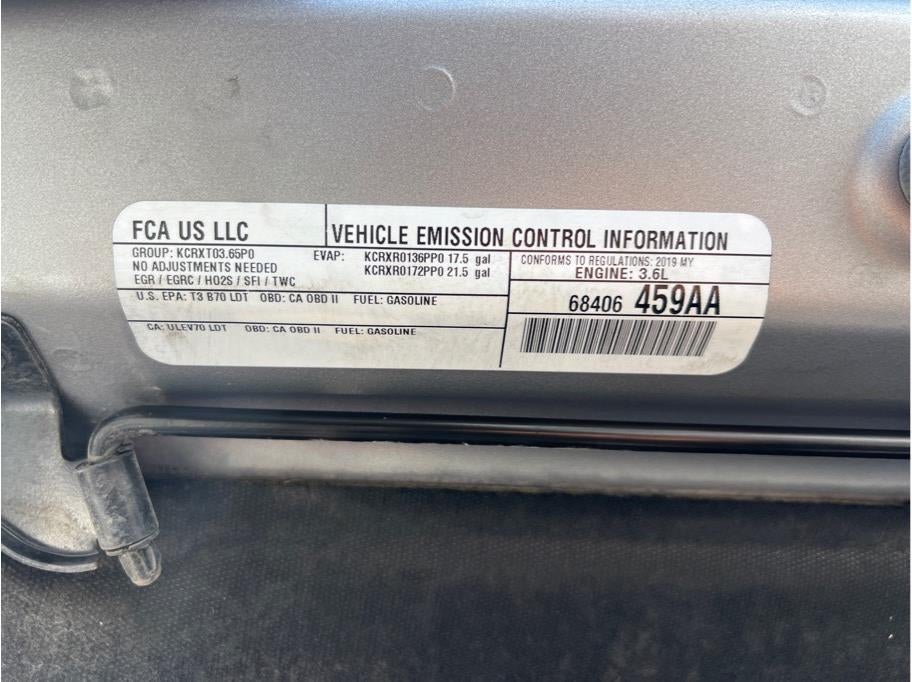 FCA US LLC
VEHICLE EMISSION CONTROL INFORMATION
GROUP: KCRXT03.65P0
NO ADJUSTMENTS NEEDED
EGR / EGRC / HO2S / SFI / TWC
EVAP: KCRXR0136PP0 17.5 gal
KCRXR0172PP0 21.5 gal
CONFORMS TO REGULATIONS: 2019 MY
ENGINE: 3.6L
U.S. EPA: T3 B70 LDT OBD: CA OBD II FUEL: GASOLINE
68406 459AA
CA: ULEV70 LDT OBD: CA OBD II FUEL: GASOLINE